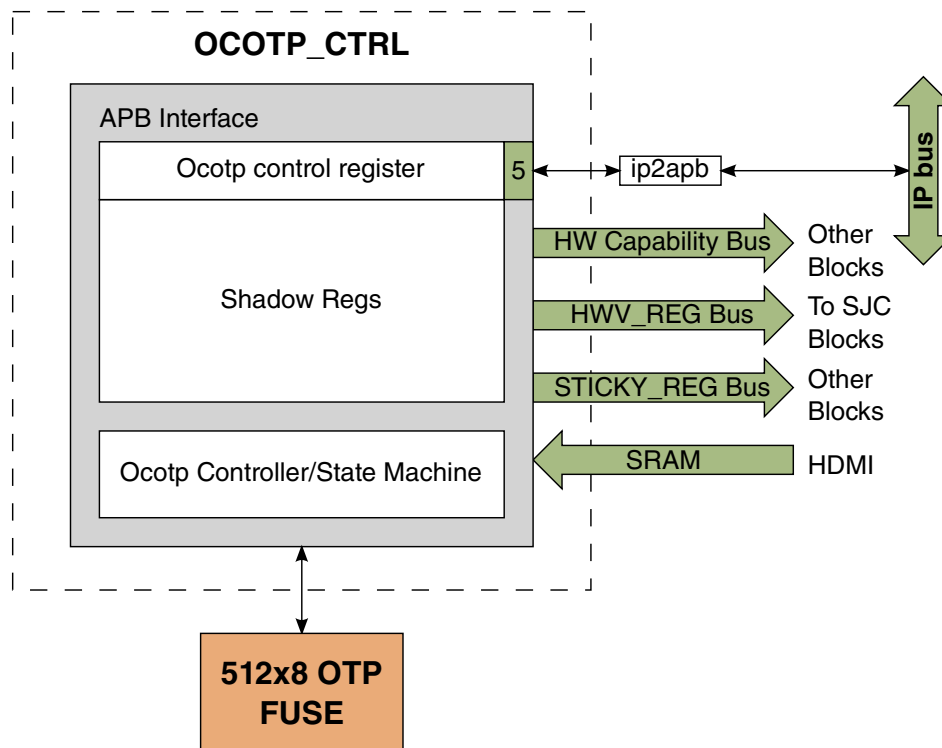 OCOTP_CTRL
APB Interface
Ocotp control register
5
ip2apb
IP bus
HW Capability Bus
Other
Blocks
Shadow Regs
HWV_REG Bus
To SJC
Blocks
STICKY_REG Bus
Other
Blocks
Ocotp Controller/State Machine
SRAM
HDMI
512x8 OTP
FUSE